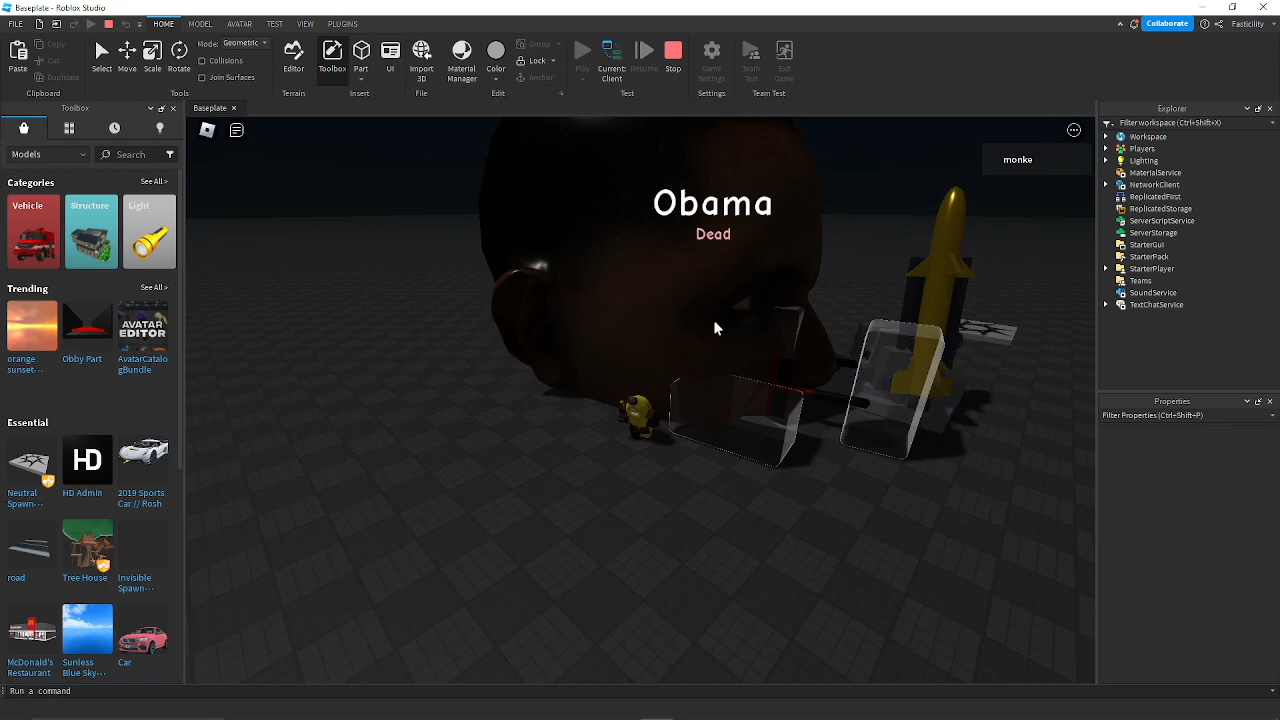 Baseplate - Roblox Studio
FILE HOME MODEL AVATAR TEST VIEW PLUGINS Collaborate Fasticility
Paste Copy Cut Duplicate Select Move Scale Rotate Mode: Geometric Collisions Join Surfaces Editor Toolbox Part UI Import 3D Material Manager Color Group Lock Anchor Play Current: Client Resume Stop Game Settings Team Test Exit Game
Clipboard Tools Terrain Insert File Edit Test Settings Team Test
Toolbox
Models Search
Categories See All >
Vehicle Structure Light
Trending See All >
AVATAR EDITOR
orange sunset··· Obby Part AvatarCatalogBundle
Essential See All >
HD
Neutral Spawn··· HD Admin 2019 Sports Car // Rosh
road Tree House Invisible Spawn···
McDonald's Restaurant Sunless Blue Sky··· Car
Baseplate
Obama
Dead
monke
Explorer
Filter workspace (Ctrl+Shift+X)
Workspace
Players
Lighting
MaterialService
NetworkClient
ReplicatedFirst
ReplicatedStorage
ServerScriptService
ServerStorage
StarterGui
StarterPack
StarterPlayer
Teams
SoundService
TextChatService
Properties
Filter Properties (Ctrl+Shift+P)
Run a command